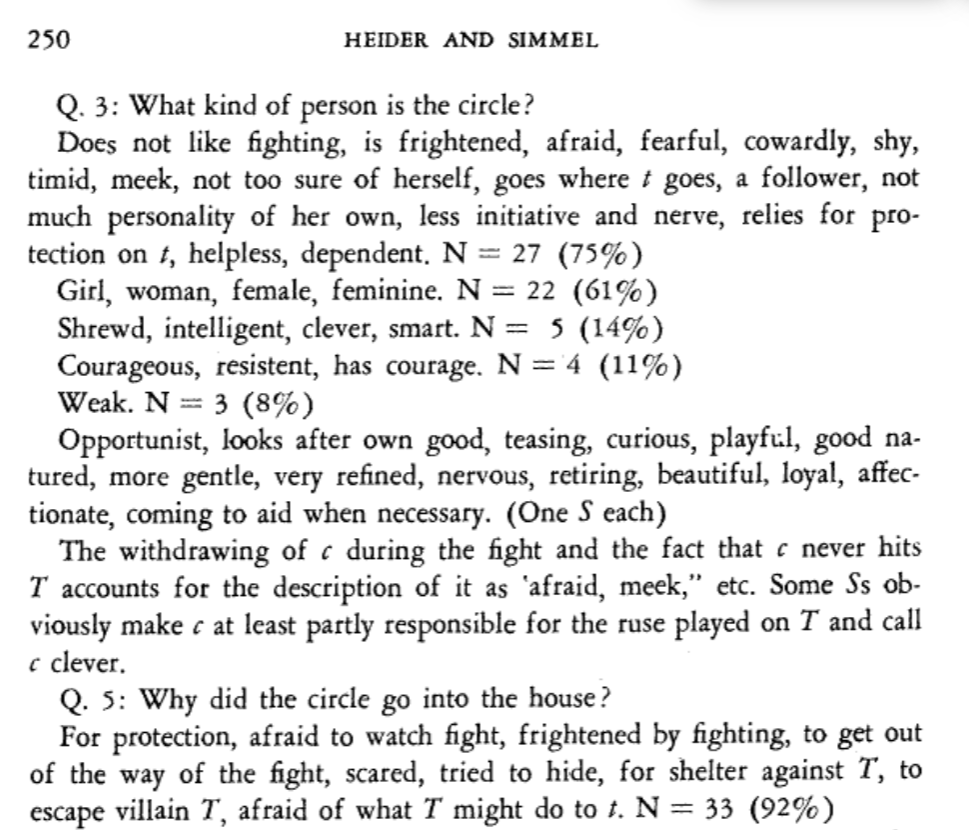 250 HEIDER AND SIMMEL
Q. 3: What kind of person is the circle?
Does not like fighting, is frightened, afraid, fearful, cowardly, shy,
timid, meek, not too sure of herself, goes where t goes, a follower, not
much personality of her own, less initiative and nerve, relies for pro-
tection on t, helpless, dependent. N = 27 (75%)
Girl, woman, female, feminine. N = 22 (61%)
Shrewd, intelligent, clever, smart. N = 5 (14%)
Courageous, resistent, has courage. N = 4 (11%)
Weak. N = 3 (8%)
Opportunist, looks after own good, teasing, curious, playful, good na-
tured, more gentle, very refined, nervous, retiring, beautiful, loyal, affec-
tionate, coming to aid when necessary. (One S each)
The withdrawing of c during the fight and the fact that c never hits
T accounts for the description of it as 'afraid, meek,” etc. Some Ss ob-
viously make c at least partly responsible for the ruse played on T and call
c clever.
Q. 5: Why did the circle go into the house?
For protection, afraid to watch fight, frightened by fighting, to get out
of the way of the fight, scared, tried to hide, for shelter against T, to
escape villain T, afraid of what T might do to t. N = 33 (92%)